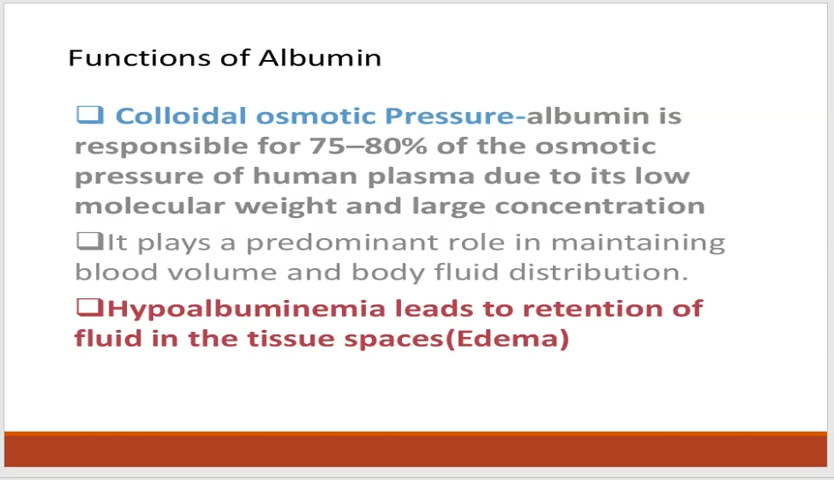 Functions of Albumin
❑ Colloidal osmotic Pressure-albumin is
responsible for 75–80% of the osmotic
pressure of human plasma due to its low
molecular weight and large concentration
❑It plays a predominant role in maintaining
blood volume and body fluid distribution.
❑Hypoalbuminemia leads to retention of
fluid in the tissue spaces(Edema)